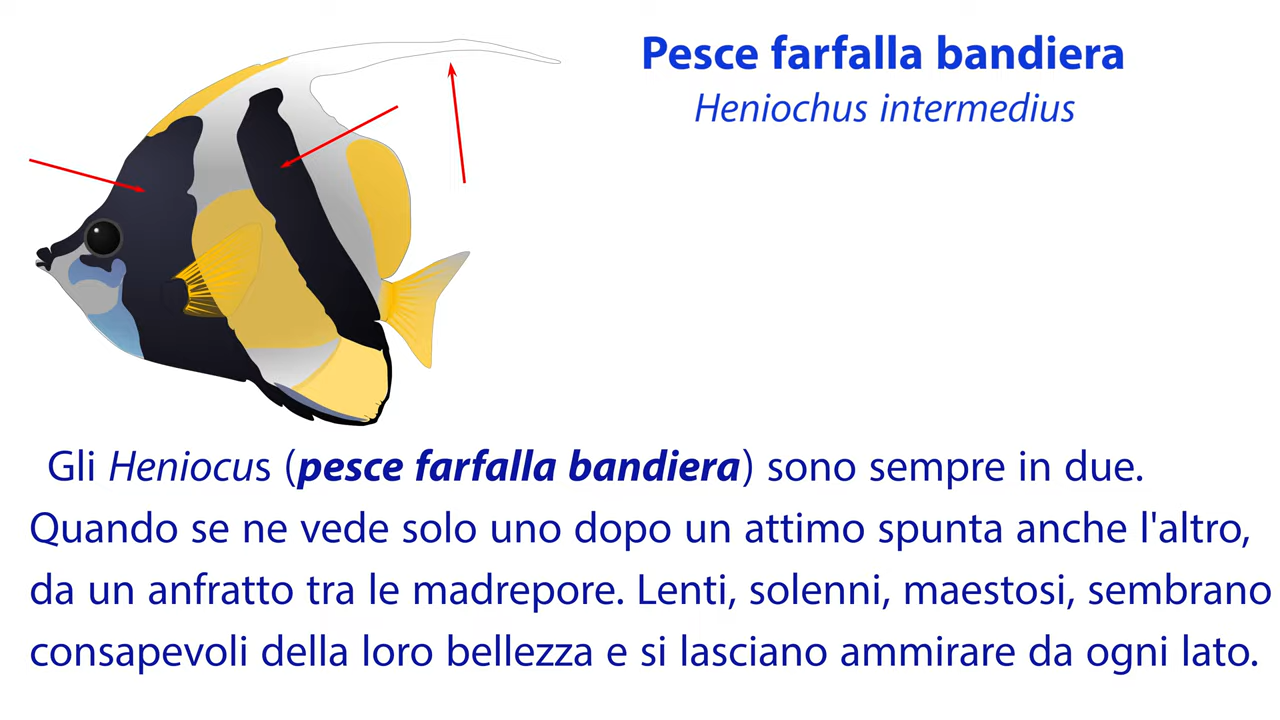 Pesce farfalla bandiera
Heniochus intermedius
Gli Heniocus (pesce farfalla bandiera) sono sempre in due.
Quando se ne vede solo uno dopo un attimo spunta anche l'altro,
da un anfratto tra le madrepore. Lenti, solenni, maestosi, sembrano
consapevoli della loro bellezza e si lasciano ammirare da ogni lato.